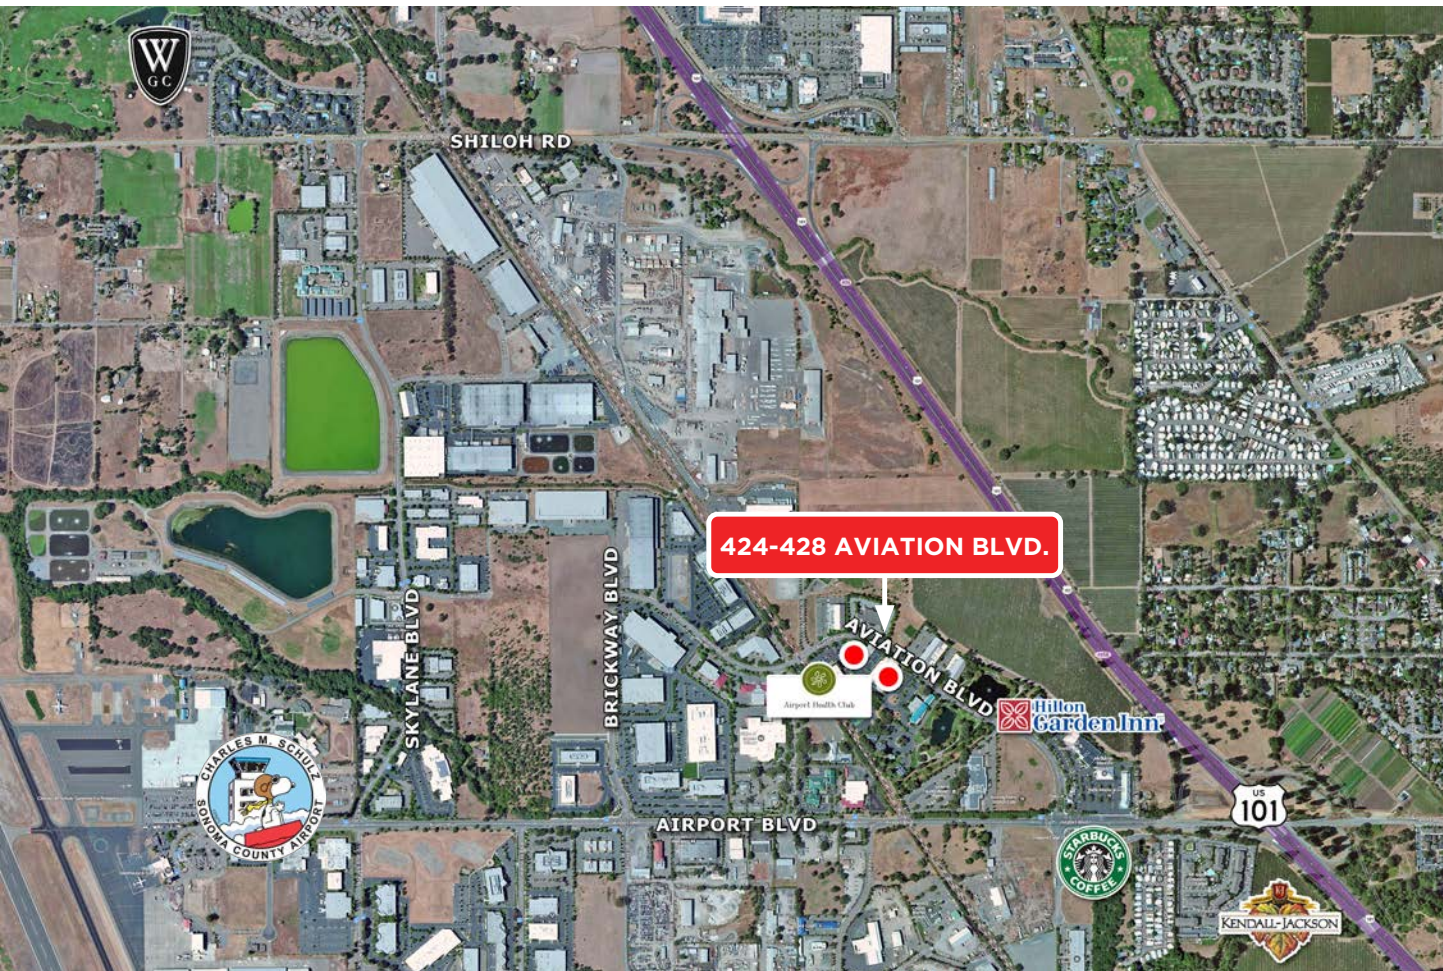 W
GC
SHILOH RD
424-428 AVIATION BLVD.
BRICKWAY BLVD
SKYLANE BLVD
AVIATION BLVD
Airport Health Club
Hilton
Garden Inn
CHARLES M. SCHULZ
SONOMA COUNTY AIRPORT
US
101
AIRPORT BLVD
STARBUCKS
COFFEE
KJ
KENDALL-JACKSON